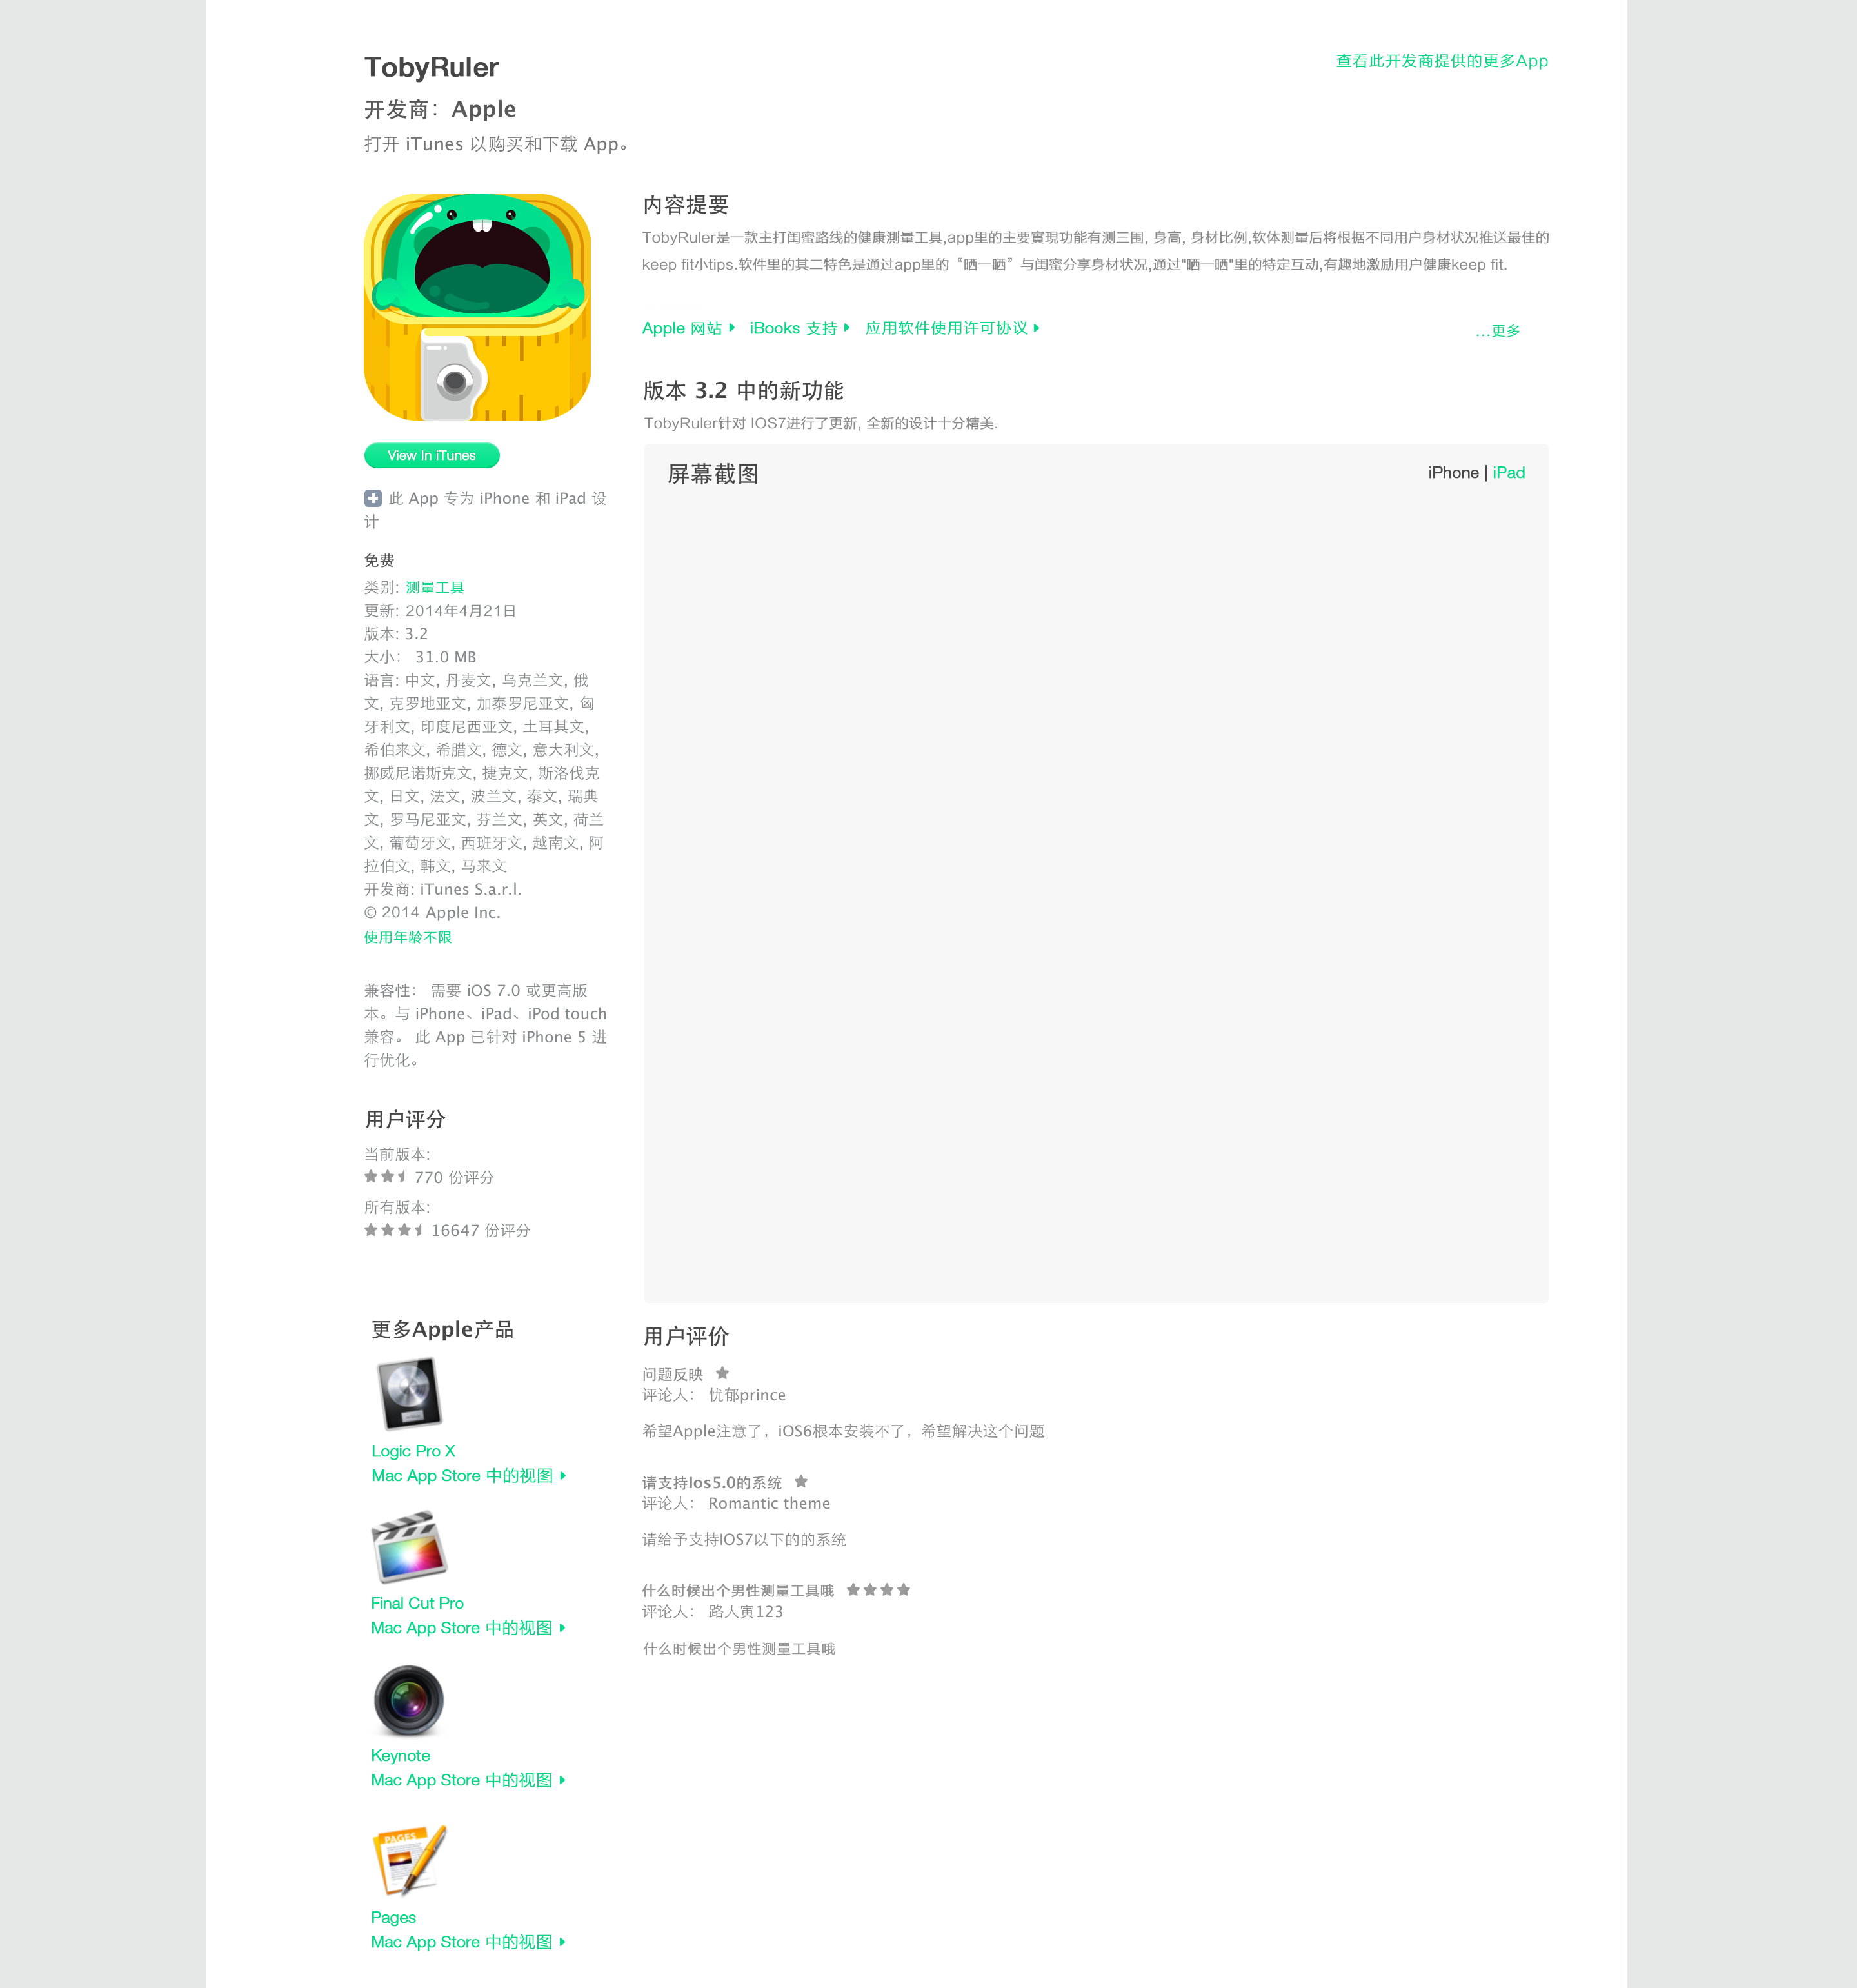 TobyRuler
查看此开发商提供的更多App
开发商：Apple
打开 iTunes 以购买和下载 App。
内容提要
TobyRuler是一款主打闺蜜路线的健康测量工具,app里的主要實现功能有测三围, 身高, 身材比例,软体测量后将根据不同用户身材状况推送最佳的
keep fit小tips.软件里的其二特色是通过app里的“晒一晒”与闺蜜分享身材状况,通过"晒一晒"里的特定互动,有趣地激励用户健康keep fit.
Apple 网站 iBooks 支持 应用软件使用许可协议
...更多
版本 3.2 中的新功能
TobyRuler针对 IOS7进行了更新, 全新的设计十分精美.
屏幕截图
iPhone | iPad
View In iTunes
此 App 专为 iPhone 和 iPad 设
计
免费
类别: 测量工具
更新: 2014年4月21日
版本: 3.2
大小： 31.0 MB
语言: 中文, 丹麦文, 乌克兰文, 俄
文, 克罗地亚文, 加泰罗尼亚文, 匈
牙利文, 印度尼西亚文, 土耳其文,
希伯来文, 希腊文, 德文, 意大利文,
挪威尼诺斯克文, 捷克文, 斯洛伐克
文, 日文, 法文, 波兰文, 泰文, 瑞典
文, 罗马尼亚文, 芬兰文, 英文, 荷兰
文, 葡萄牙文, 西班牙文, 越南文, 阿
拉伯文, 韩文, 马来文
开发商: iTunes S.a.r.l.
© 2014 Apple Inc.
使用年龄不限
兼容性： 需要 iOS 7.0 或更高版
本。与 iPhone、iPad、iPod touch
兼容。 此 App 已针对 iPhone 5 进
行优化。
用户评分
当前版本:
770 份评分
所有版本:
16647 份评分
更多Apple产品
Logic Pro X
Mac App Store 中的视图
Final Cut Pro
Mac App Store 中的视图
Keynote
Mac App Store 中的视图
PAGES
Pages
Mac App Store 中的视图
用户评价
问题反映
评论人： 忧郁prince
希望Apple注意了，iOS6根本安装不了，希望解决这个问题
请支持Ios5.0的系统
评论人： Romantic theme
请给予支持IOS7以下的的系统
什么时候出个男性测量工具哦
评论人： 路人寅123
什么时候出个男性测量工具哦